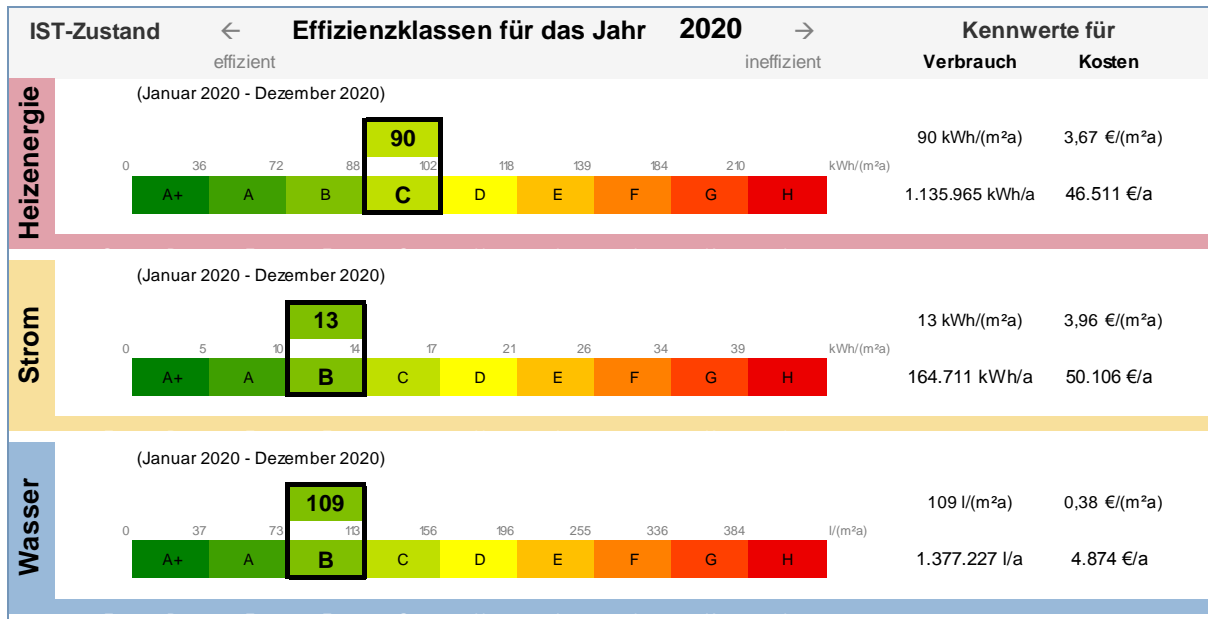 IST-Zustand ← Effizienzklassen für das Jahr 2020 → Kennwerte für
effizient ineffizient Verbrauch Kosten
Heizenergie
(Januar 2020 - Dezember 2020)
90 90 kWh/(m²a) 3,67 €/(m²a)
0 36 72 88 102 118 139 184 210 kWh/(m²a)
A+ A B C D E F G H 1.135.965 kWh/a 46.511 €/a
Strom
(Januar 2020 - Dezember 2020)
13 13 kWh/(m²a) 3,96 €/(m²a)
0 5 10 14 17 21 26 34 39 kWh/(m²a)
A+ A B C D E F G H 164.711 kWh/a 50.106 €/a
Wasser
(Januar 2020 - Dezember 2020)
109 109 l/(m²a) 0,38 €/(m²a)
0 37 73 113 156 196 255 336 384 l/(m²a)
A+ A B C D E F G H 1.377.227 l/a 4.874 €/a